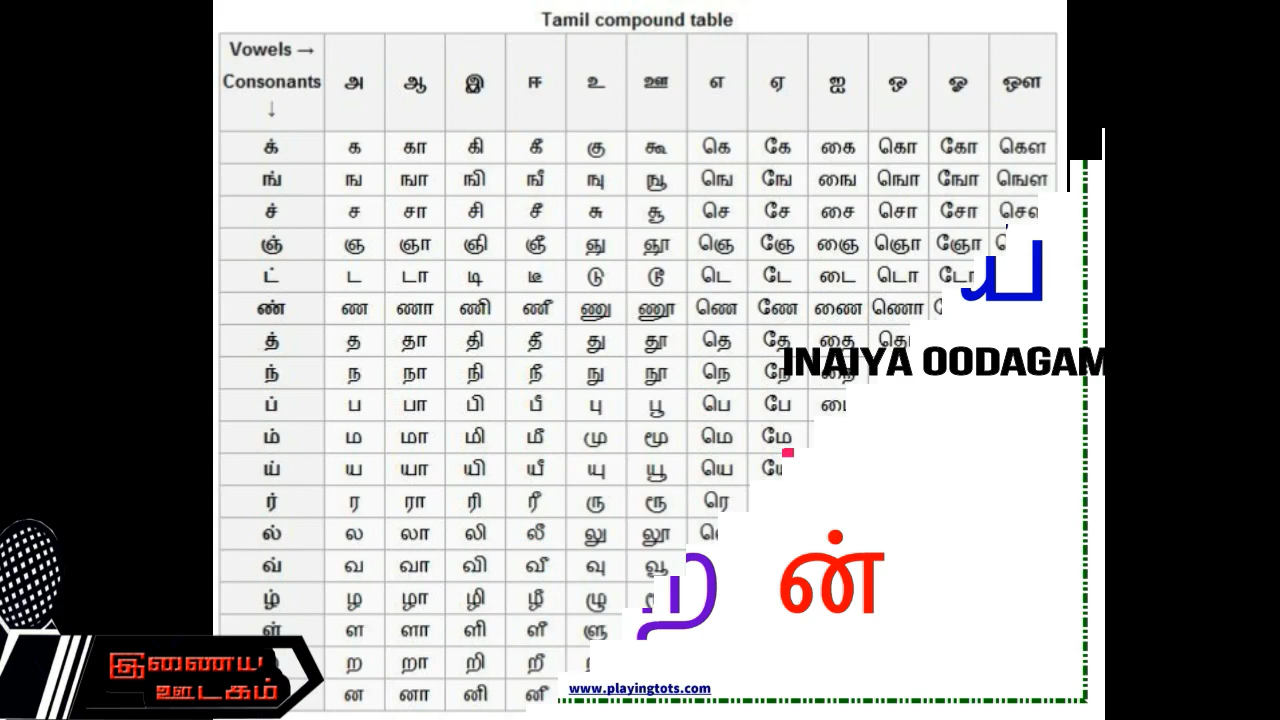 Tamil compound table
Vowels →
Consonants அ ஆ இ ஈ உ ஊ எ ஏ ஐ ஒ ஓ ஔ
↓
க் க கா கி கீ கு கூ கெ கே கை கொ கோ கௌ
ங் ங ஙா ஙி ஙீ ஙு ஙூ ஙெ ஙே ஙை ஙொ ஙோ ஙௌ
ச் ச சா சி சீ சு சூ செ சே சை சொ சோ சௌ
ஞ் ஞ ஞா ஞி ஞீ ஞு ஞூ ஞெ ஞே ஞை ஞொ ஞோ
ட் ட டா டி டீ டு டூ டெ டே டை டொ டோ ய
ண் ண ணா ணி ணீ ணு ணூ ணெ ணே ணை ணொ
த் த தா தி தீ து தூ தெ தே தை
INAIYA OODAGAM
ந் ந நா நி நீ நு நூ நெ நே நை
ப் ப பா பி பீ பு பூ பெ பே
ம் ம மா மி மீ மு மூ மெ மே
ய் ய யா யி யீ யு யூ யெ
ர் ர ரா ரி ரீ ரு ரூ ரெ
ல் ல லா லி லீ லு லூ
வ் வ வா வி வீ வு வூ ற ன்
ழ் ழ ழா ழி ழீ ழு
ள் ள ளா ளி ளீ ளு
ற றா றி றீ
ன னா னி னீ
இணைய
ஊடகம்
www.playingtots.com